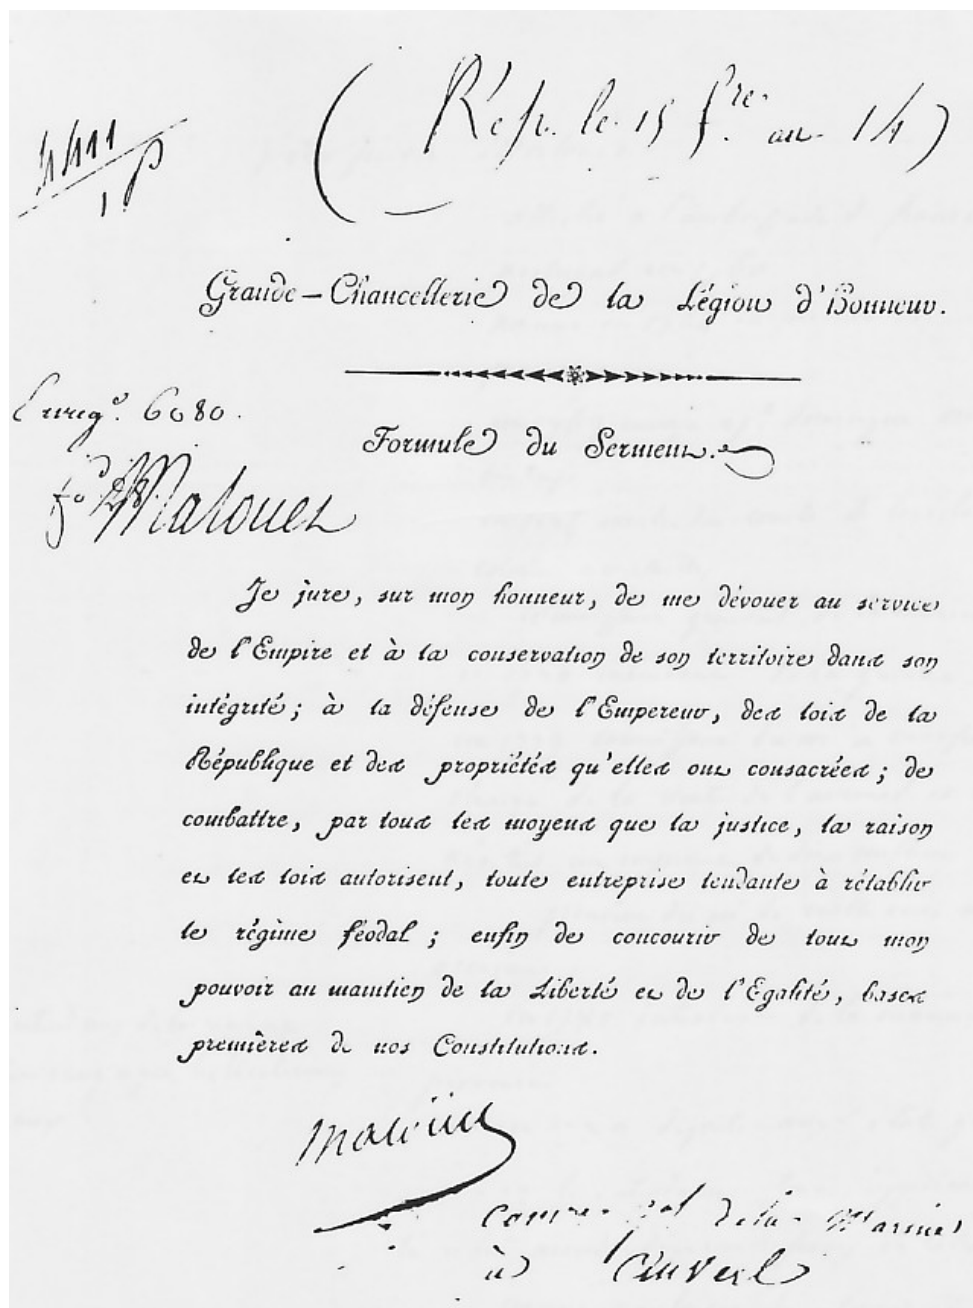 (Rép. le 15 f.re an 14)
Grande-Chancellerie de la Légion d'Honneur.
Enreg.é 6080.
Formule du Serment.
Malouet
Je jure, sur mon honneur, de me dévouer au service
de l'Empire et à la conservation de son territoire dans son
intégrité ; à la défense de l'Empereur, des lois de la
République et des propriétés qu'elles ont consacrées ; de
combattre, par tous les moyens que la justice, la raison
et les lois autorisent, toute entreprise tendante à rétablir
le régime féodal ; enfin de concourir de tout mon
pouvoir au maintien de la Liberté et de l'Egalité, bases
premières de nos Constitutions.
Malouet
de la Marine
à Anvers